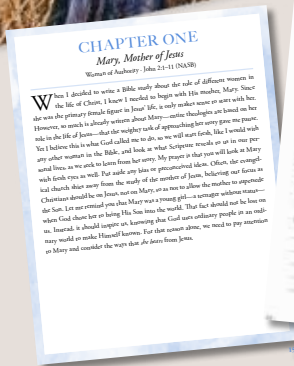 CHAPTER ONE
Mary, Mother of Jesus
Woman of Authority · John 2:1–11 (NASB)
When I decided to write a Bible study about the role of different women in
the life of Christ, I knew I needed to begin with His mother, Mary. Since
she was the primary female figure in Jesus' life, it only makes sense to start with her.
However, so much is already written about Mary—entire theologies are based on her
role in the life of Jesus—that the weighty task of approaching her story gave me pause.
Yet I believe this is what God called me to do, so we will start fresh, like I would with
any other woman in the Bible, and look at what Scripture reveals to us in our per-
sonal lives, as we seek to learn from her story. My prayer is that you will look at Mary
with fresh eyes as well. Put aside any bias or preconceived ideas. Often, the evangel-
ical church shies away from the study of the mother of Jesus, believing our focus as
Christians should be on Jesus, not on Mary, so as not to allow the mother to supersede
the Son. Let me remind you that Mary was a young girl—a teenager without status—
when God chose her to bring His Son into the world. That fact should not be lost on
us. Instead, it should inspire us, knowing that God uses ordinary people in an ordi-
nary world to make Himself known. For that reason alone, we need to pay attention
to Mary and consider the ways that she learns from Jesus.